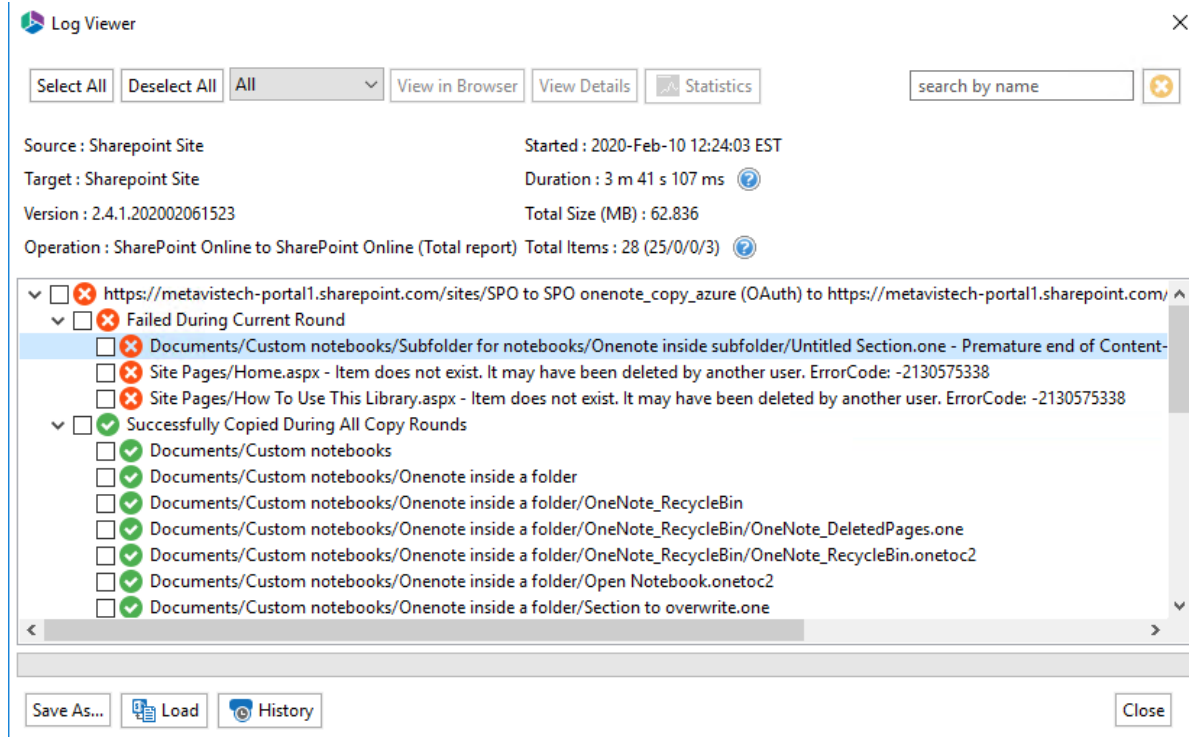 Log Viewer
Select All Deselect All All View in Browser View Details Statistics search by name
Source : Sharepoint Site Started : 2020-Feb-10 12:24:03 EST
Target : Sharepoint Site Duration : 3 m 41 s 107 ms
Version : 2.4.1.202002061523 Total Size (MB) : 62.836
Operation : SharePoint Online to SharePoint Online (Total report) Total Items : 28 (25/0/0/3)
https://metavistech-portal1.sharepoint.com/sites/SPO to SPO onenote_copy_azure (OAuth) to https://metavistech-portal1.sharepoint.com/
Failed During Current Round
Documents/Custom notebooks/Subfolder for notebooks/Onenote inside subfolder/Untitled Section.one - Premature end of Content-
Site Pages/Home.aspx - Item does not exist. It may have been deleted by another user. ErrorCode: -2130575338
Site Pages/How To Use This Library.aspx - Item does not exist. It may have been deleted by another user. ErrorCode: -2130575338
Successfully Copied During All Copy Rounds
Documents/Custom notebooks
Documents/Custom notebooks/Onenote inside a folder
Documents/Custom notebooks/Onenote inside a folder/OneNote_RecycleBin
Documents/Custom notebooks/Onenote inside a folder/OneNote_RecycleBin/OneNote_DeletedPages.one
Documents/Custom notebooks/Onenote inside a folder/OneNote_RecycleBin/OneNote_RecycleBin.onetoc2
Documents/Custom notebooks/Onenote inside a folder/Open Notebook.onetoc2
Documents/Custom notebooks/Onenote inside a folder/Section to overwrite.one
Save As... Load History Close